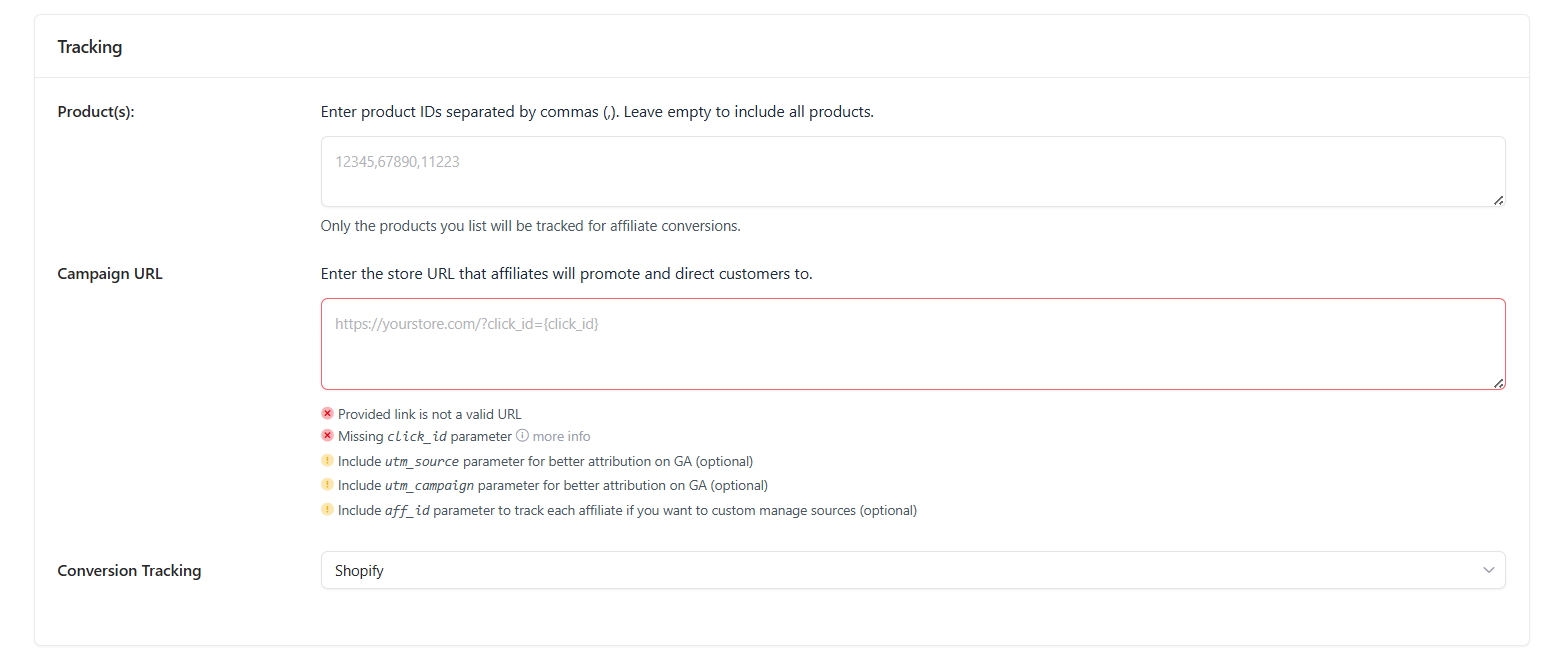 Tracking
Product(s):
Enter product IDs separated by commas (,). Leave empty to include all products.
12345,67890,11223
Only the products you list will be tracked for affiliate conversions.
Campaign URL
Enter the store URL that affiliates will promote and direct customers to.
https://yourstore.com/?click_id={click_id}
Provided link is not a valid URL
Missing click_id parameter more info
Include utm_source parameter for better attribution on GA (optional)
Include utm_campaign parameter for better attribution on GA (optional)
Include aff_id parameter to track each affiliate if you want to custom manage sources (optional)
Conversion Tracking
Shopify